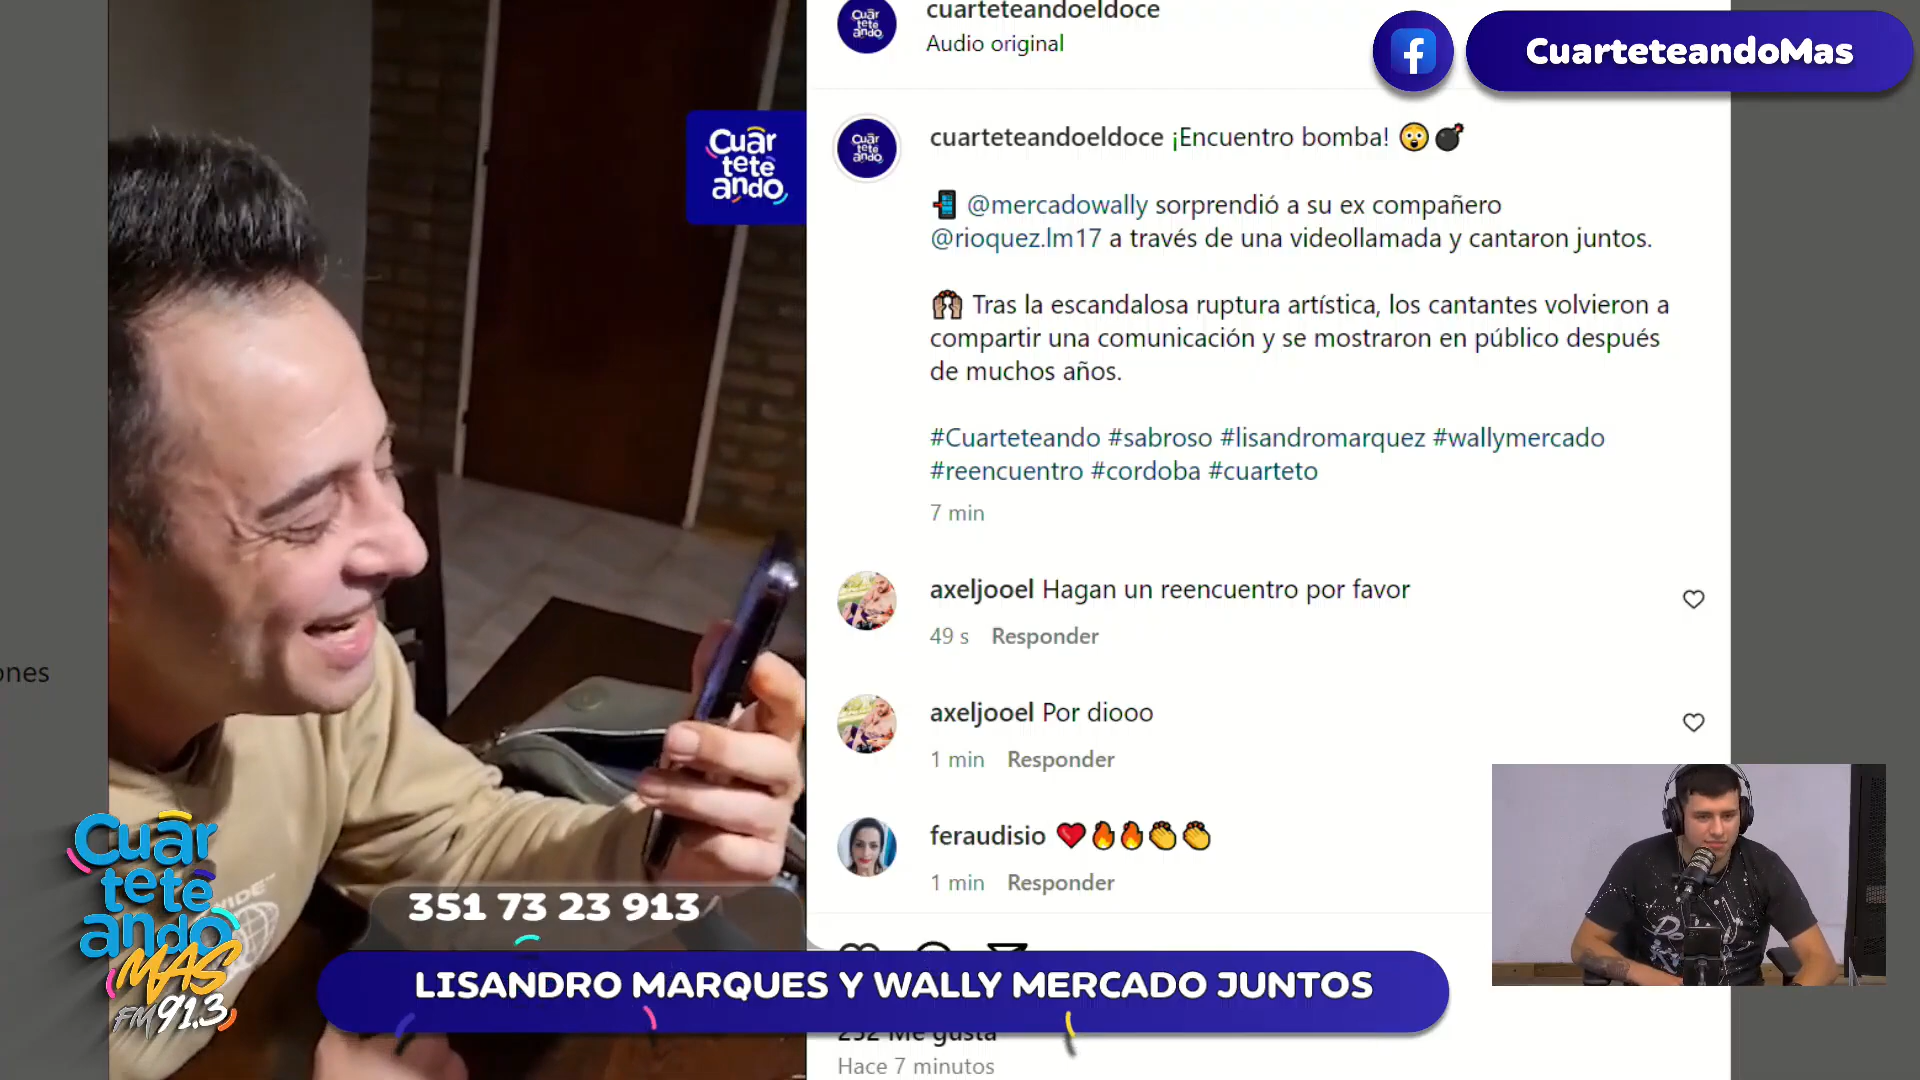 cuarteteandoeldoce
Audio original
CuarteteandoMas
Cuar
tete
ando
cuarteteandoeldoce ¡Encuentro bomba! 😲💣
📲 @mercadowally sorprendió a su ex compañero
@rioquez.lm17 a través de una videollamada y cantaron juntos.
🙌🏼 Tras la escandalosa ruptura artística, los cantantes volvieron a
compartir una comunicación y se mostraron en público después
de muchos años.
#Cuarteteando #sabroso #lisandromarquez #wallymercado
#reencuentro #cordoba #cuarteto
7 min
axeljooel Hagan un reencuentro por favor
49 s Responder
axeljooel Por diooo
1 min Responder
feraudisio ❤️🔥🔥👏👏
1 min Responder
ones
Cuar
tete
ando
MAS
FM 91.3
351 73 23 913
LISANDRO MARQUES Y WALLY MERCADO JUNTOS
252 Me gusta
Hace 7 minutos